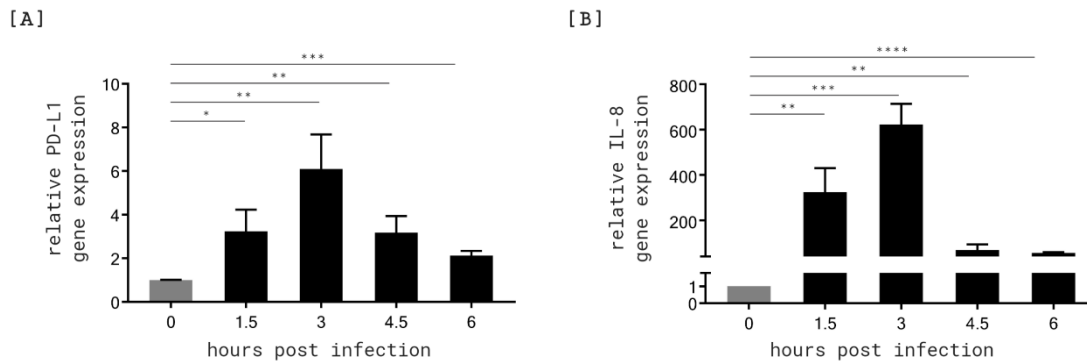 [A]
relative PD-L1
gene expression
10
8
6
4
2
0
***
**
**
*
0 1.5 3 4.5 6
hours post infection
[B]
relative IL-8
gene expression
800
600
400
200
1
0
****
**
***
**
0 1.5 3 4.5 6
hours post infection